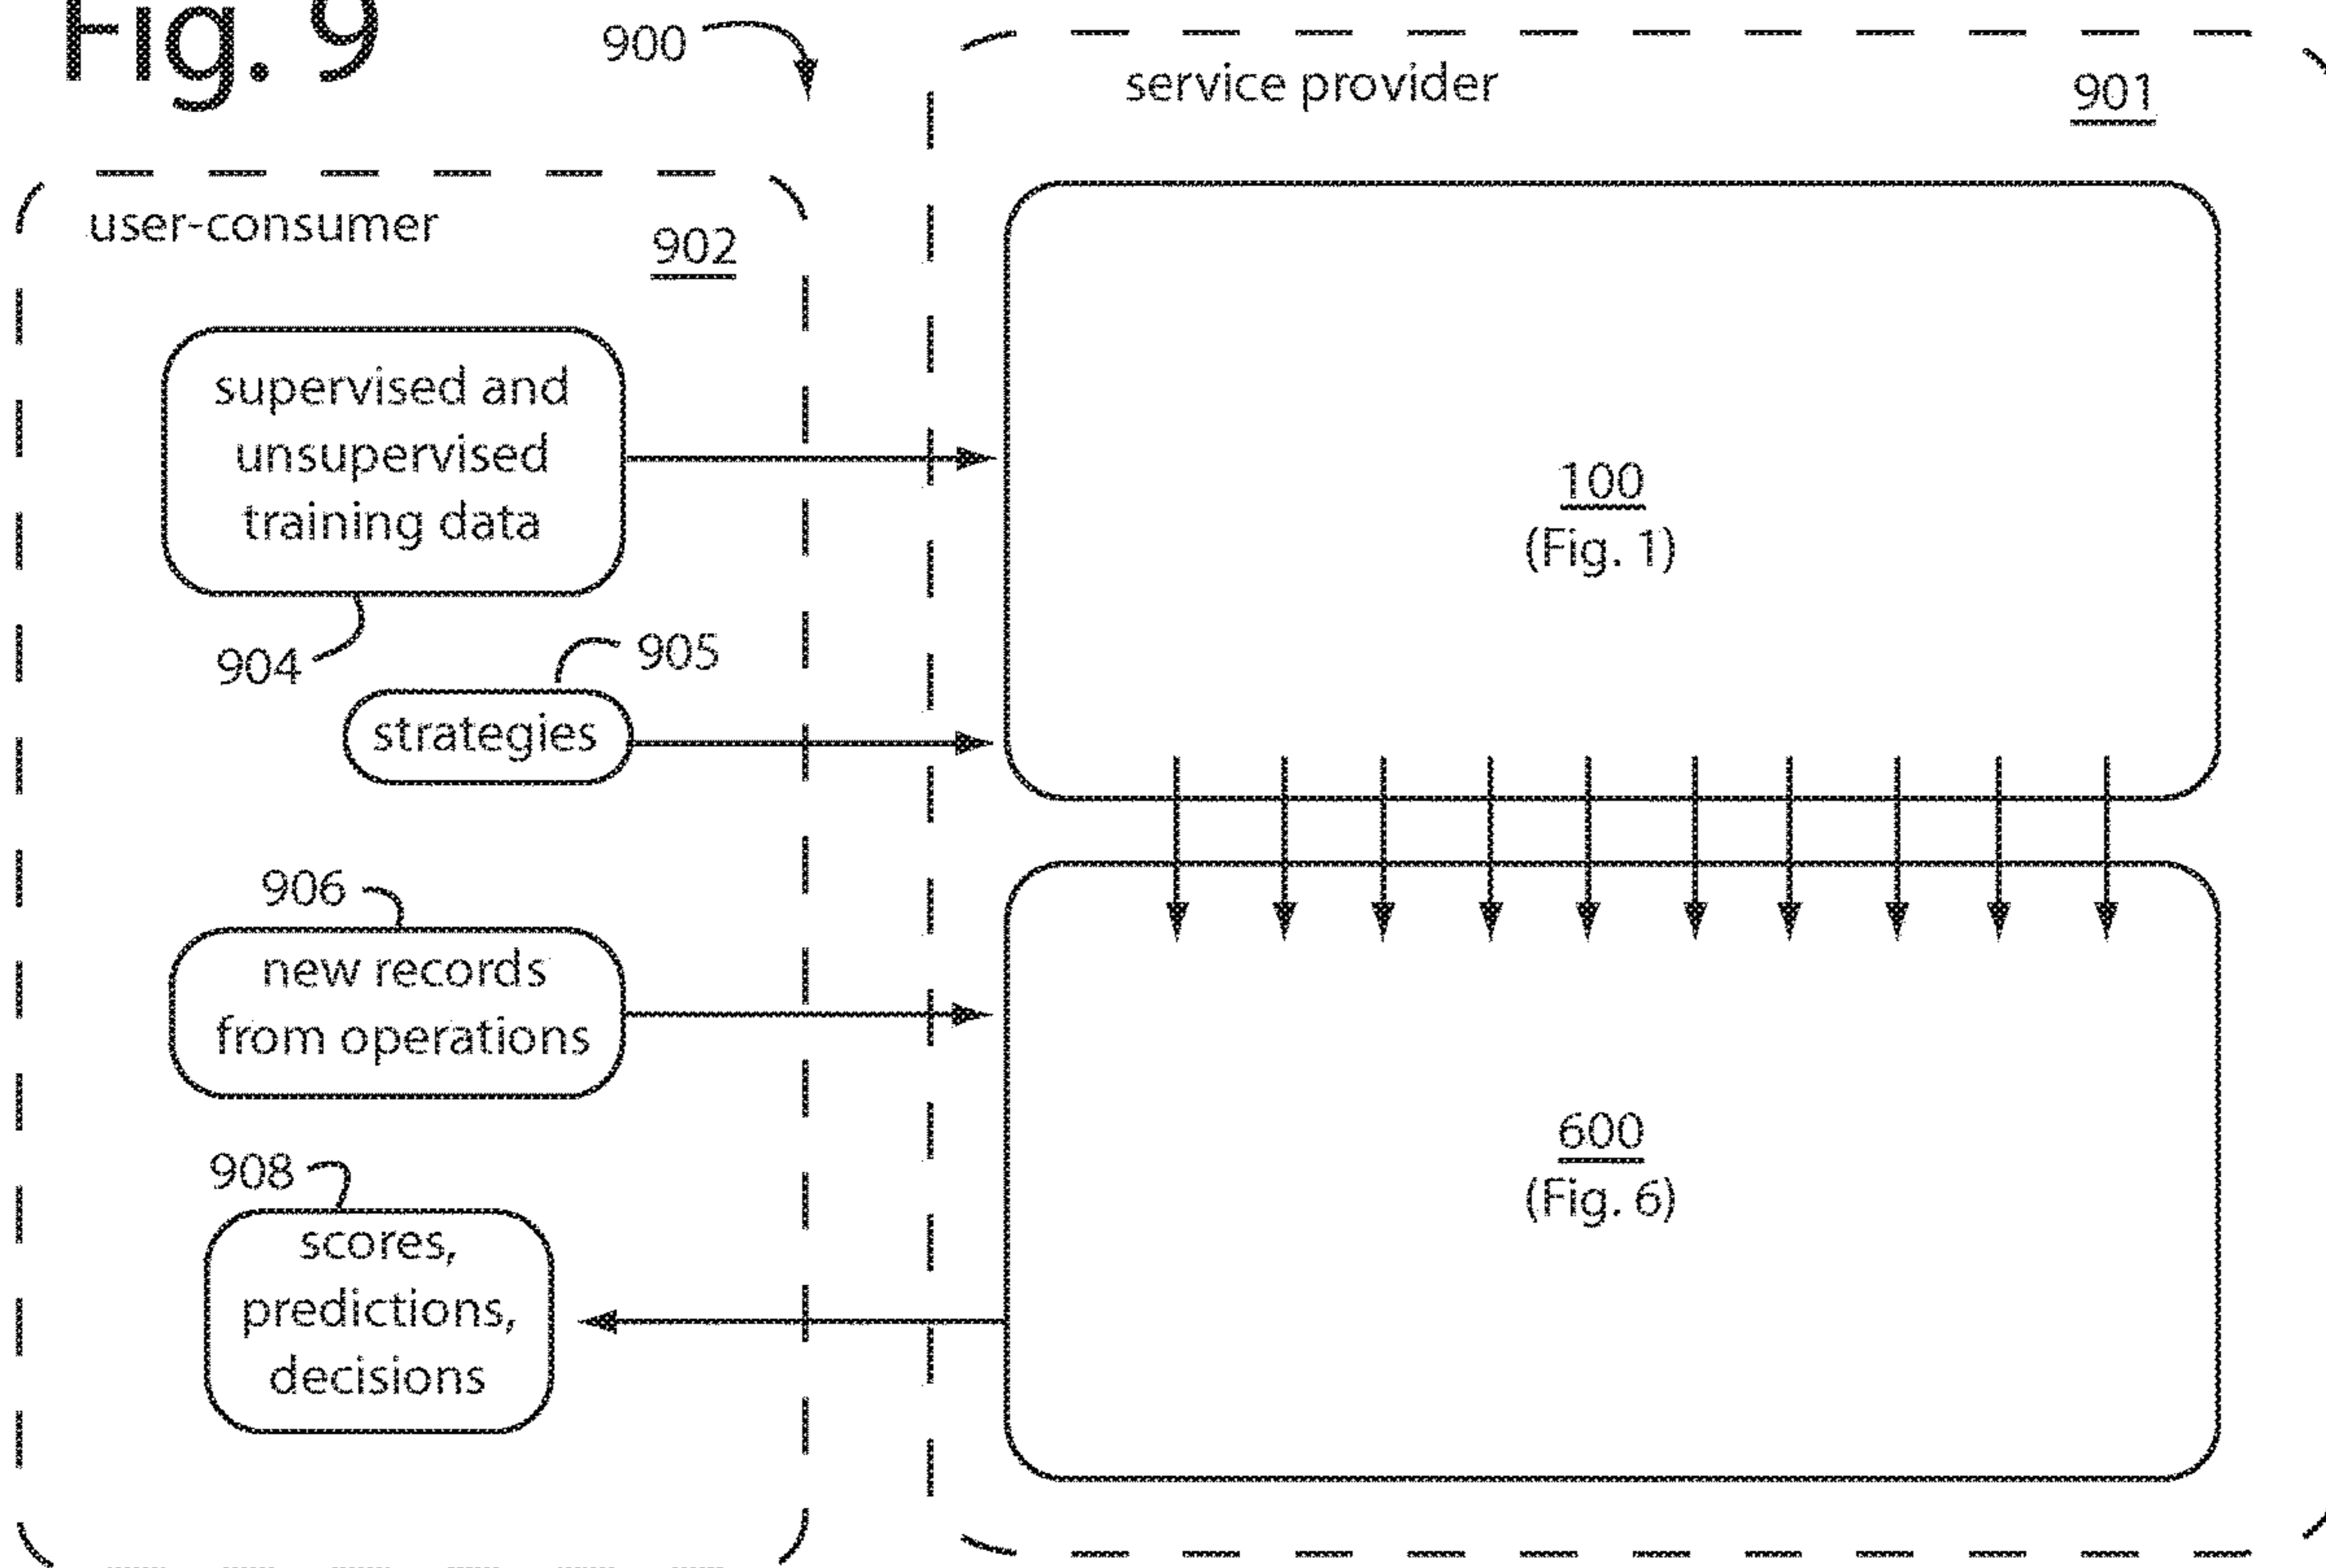 Fig. 9
900
service provider
901
user-consumer
902
supervised and
unsupervised
training data
904
905
strategies
906
new records
from operations
908
scores,
predictions,
decisions
100
(Fig. 1)
600
(Fig. 6)